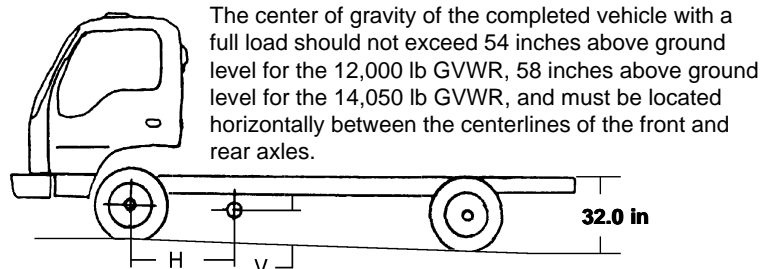 The center of gravity of the completed vehicle with a
full load should not exceed 54 inches above ground
level for the 12,000 lb GVWR, 58 inches above ground
level for the 14,050 lb GVWR, and must be located
horizontally between the centerlines of the front and
rear axles.
32.0 in
H
V